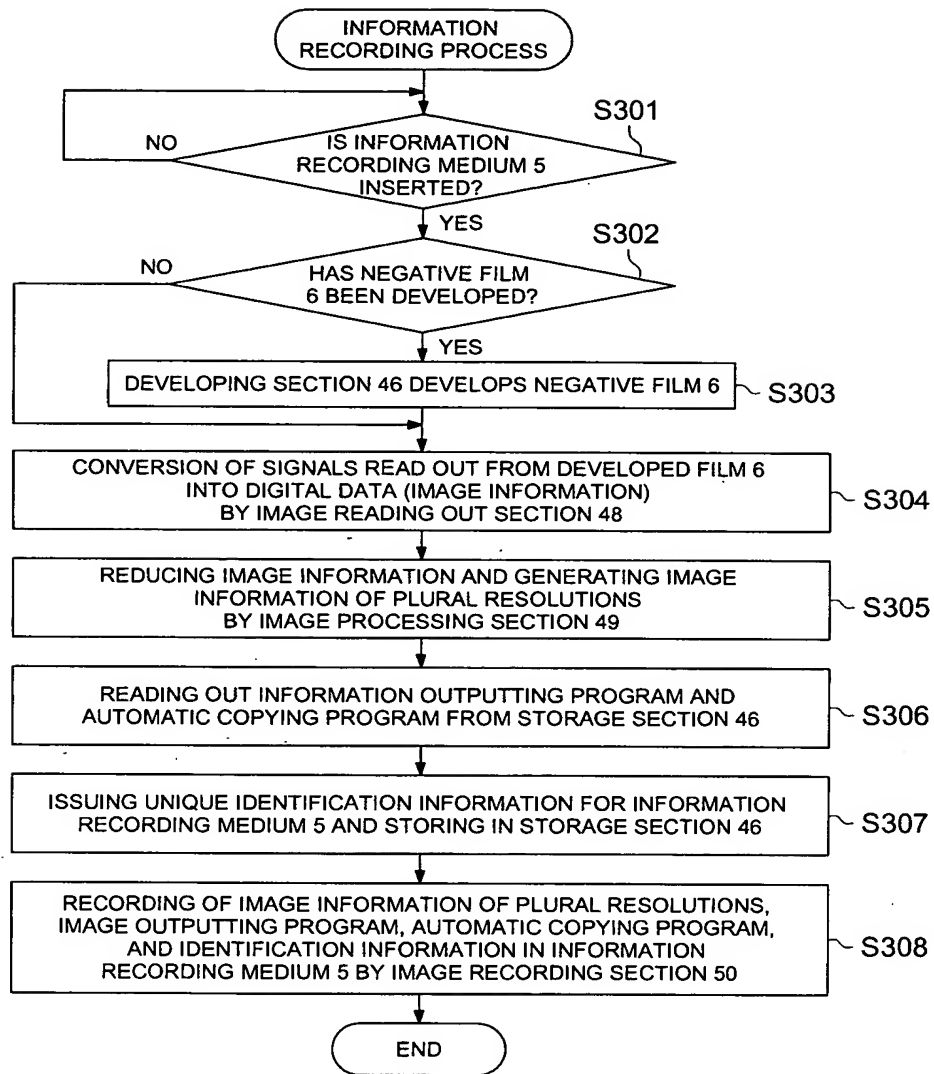 INFORMATION
RECORDING PROCESS
S301
NO
IS INFORMATION
RECORDING MEDIUM 5
INSERTED?
YES
S302
NO
HAS NEGATIVE FILM
6 BEEN DEVELOPED?
YES
DEVELOPING SECTION 46 DEVELOPS NEGATIVE FILM 6
S303
CONVERSION OF SIGNALS READ OUT FROM DEVELOPED FILM 6
INTO DIGITAL DATA (IMAGE INFORMATION)
BY IMAGE READING OUT SECTION 48
S304
REDUCING IMAGE INFORMATION AND GENERATING IMAGE
INFORMATION OF PLURAL RESOLUTIONS
BY IMAGE PROCESSING SECTION 49
S305
READING OUT INFORMATION OUTPUTTING PROGRAM AND
AUTOMATIC COPYING PROGRAM FROM STORAGE SECTION 46
S306
ISSUING UNIQUE IDENTIFICATION INFORMATION FOR INFORMATION
RECORDING MEDIUM 5 AND STORING IN STORAGE SECTION 46
S307
RECORDING OF IMAGE INFORMATION OF PLURAL RESOLUTIONS,
IMAGE OUTPUTTING PROGRAM, AUTOMATIC COPYING PROGRAM,
AND IDENTIFICATION INFORMATION IN INFORMATION
RECORDING MEDIUM 5 BY IMAGE RECORDING SECTION 50
S308
END